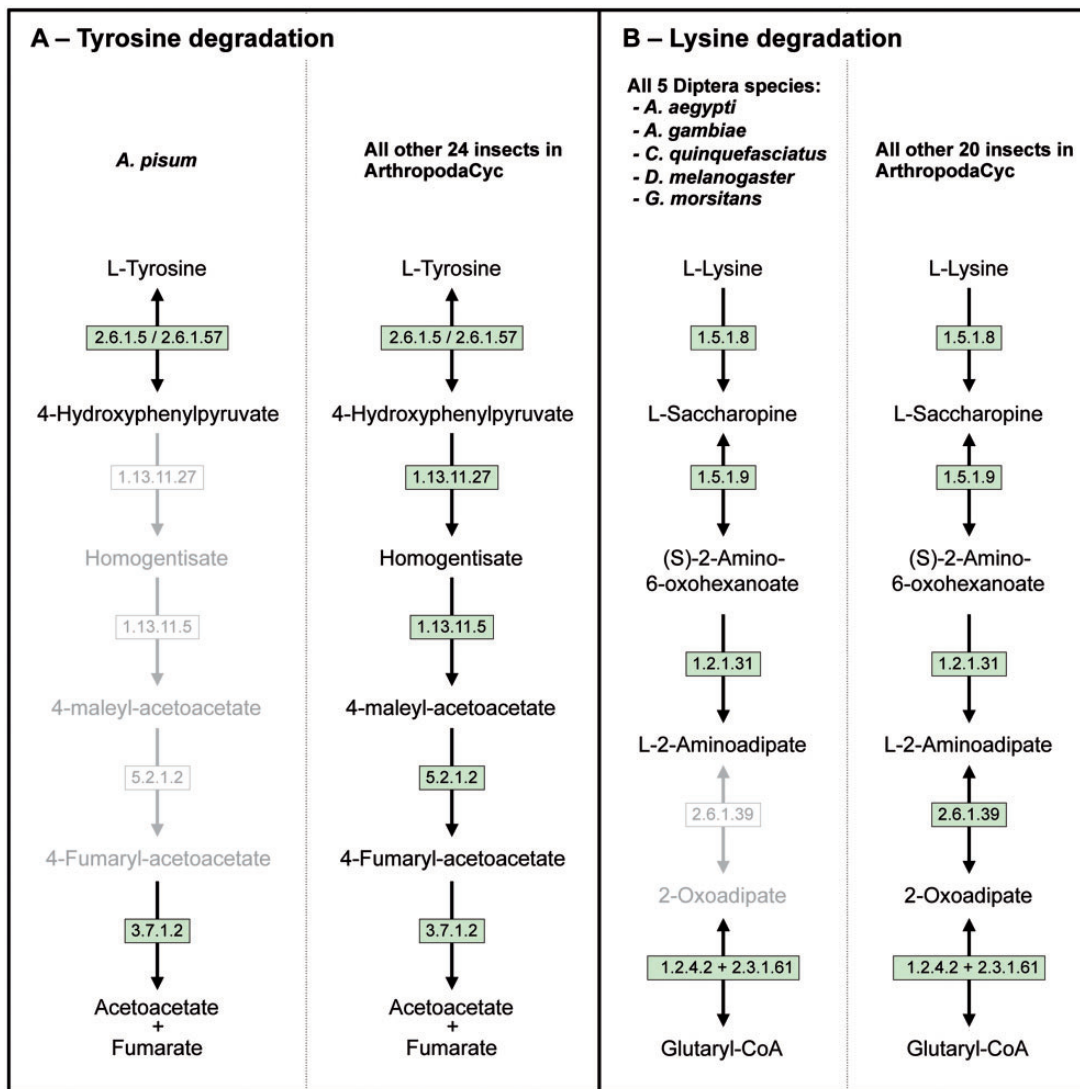 A – Tyrosine degradation
A. pisum
L-Tyrosine
2.6.1.5 / 2.6.1.57
4-Hydroxyphenylpyruvate
1.13.11.27
Homogentisate
1.13.11.5
4-maleyl-acetoacetate
5.2.1.2
4-Fumaryl-acetoacetate
3.7.1.2
Acetoacetate
+
Fumarate
All other 24 insects in
ArthropodaCyc
L-Tyrosine
2.6.1.5 / 2.6.1.57
4-Hydroxyphenylpyruvate
1.13.11.27
Homogentisate
1.13.11.5
4-maleyl-acetoacetate
5.2.1.2
4-Fumaryl-acetoacetate
3.7.1.2
Acetoacetate
+
Fumarate
B – Lysine degradation
All 5 Diptera species:
- A. aegypti
- A. gambiae
- C. quinquefasciatus
- D. melanogaster
- G. morsitans
L-Lysine
1.5.1.8
L-Saccharopine
1.5.1.9
(S)-2-Amino-
6-oxohexanoate
1.2.1.31
L-2-Aminoadipate
2.6.1.39
2-Oxoadipate
1.2.4.2 + 2.3.1.61
Glutaryl-CoA
All other 20 insects in
ArthropodaCyc
L-Lysine
1.5.1.8
L-Saccharopine
1.5.1.9
(S)-2-Amino-
6-oxohexanoate
1.2.1.31
L-2-Aminoadipate
2.6.1.39
2-Oxoadipate
1.2.4.2 + 2.3.1.61
Glutaryl-CoA